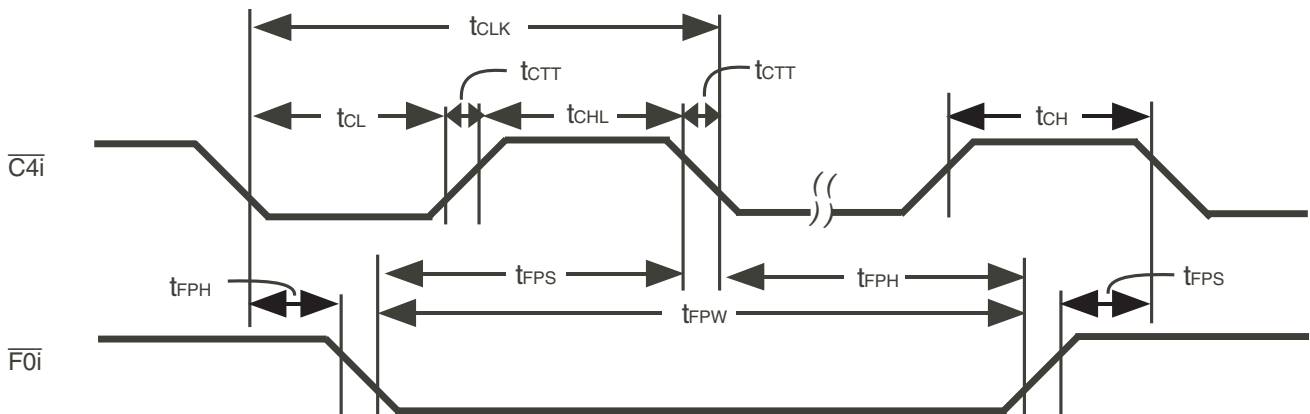 tCLK
tCTT
tCTT
tCL
tCHL
tCH
C4i
tFPH
tFPS
tFPH
tFPS
tFPW
F0i